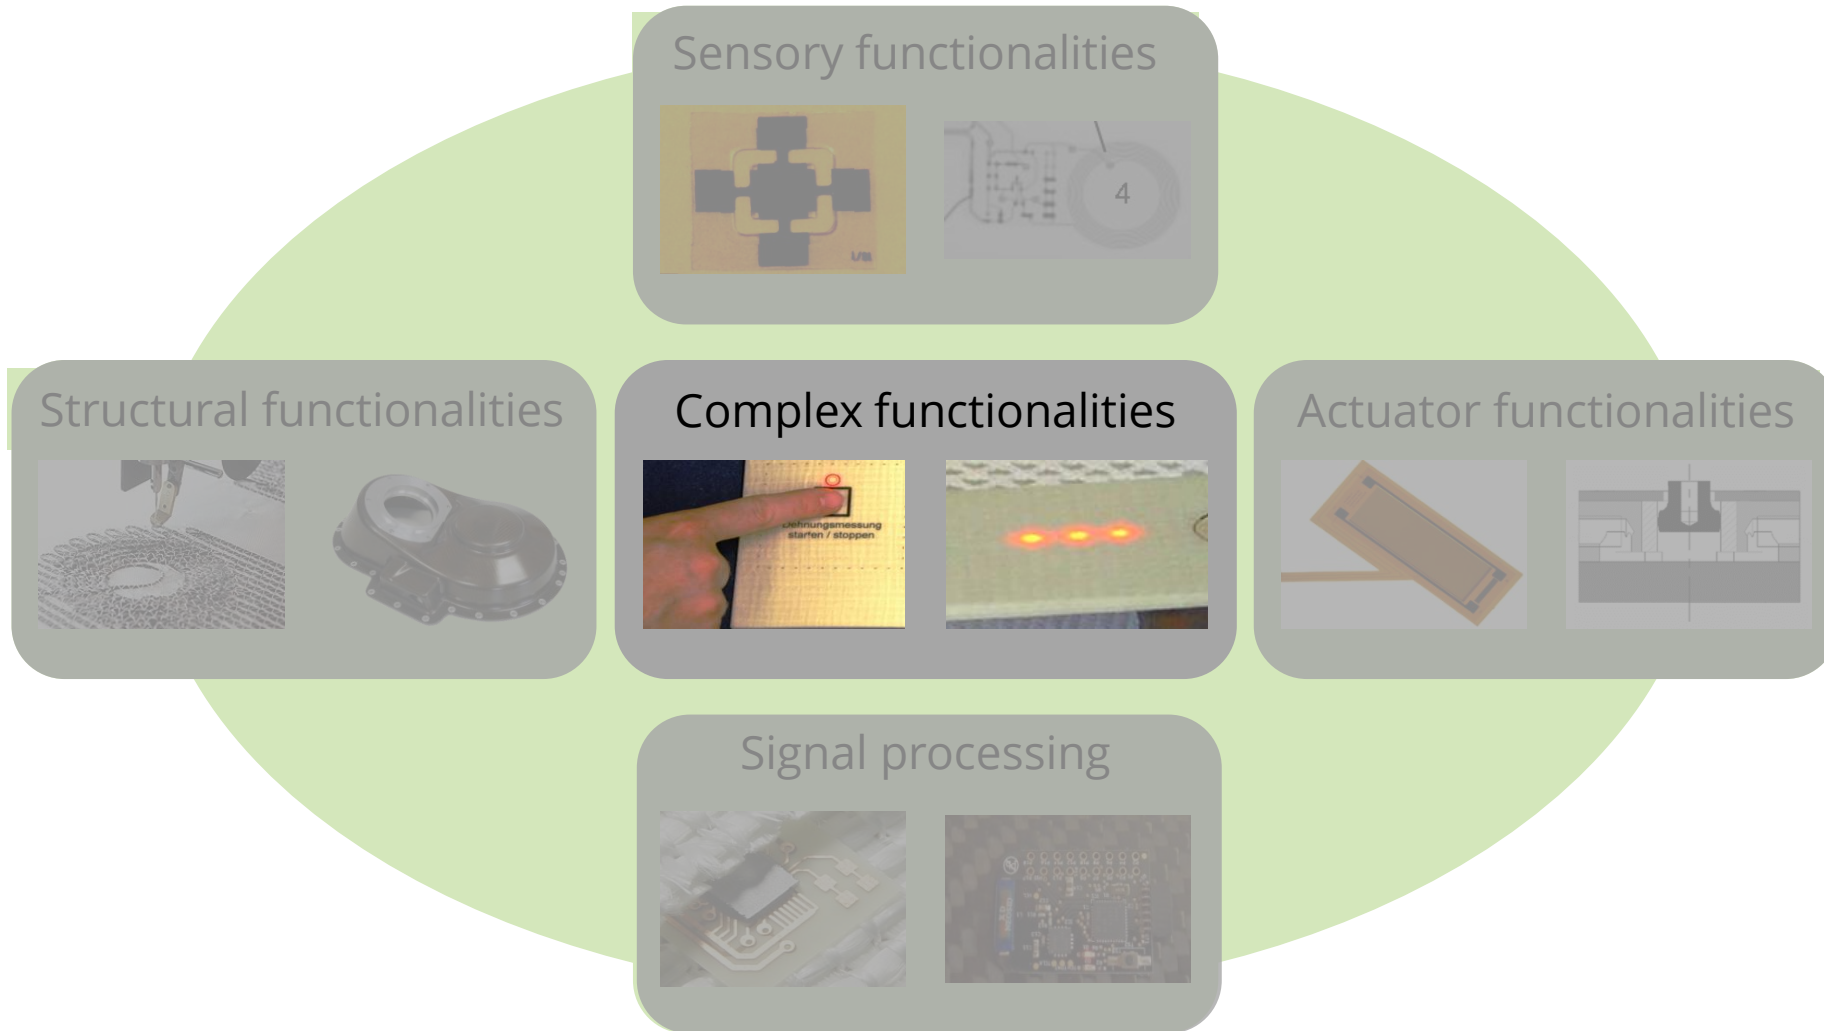 Sensory functionalities
4
Structural functionalities
Complex functionalities
Dehnungsmessung
starten / stoppen
Actuator functionalities
Signal processing